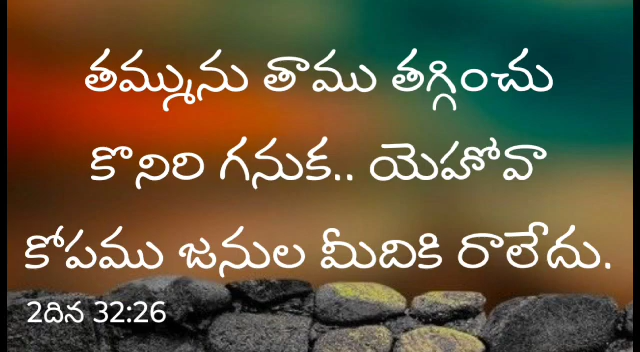 తమ్మును తాము తగ్గించు
కొనిరి గనుక.. యెహోవా
కోపము జనుల మీదికి రాలేదు.
2దిన 32:26